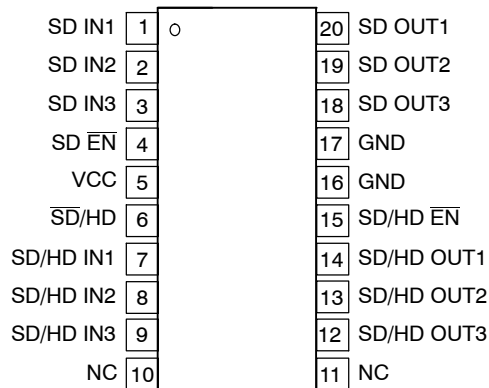 SD IN1 1 20 SD OUT1
SD IN2 2 19 SD OUT2
SD IN3 3 18 SD OUT3
SD E̅N̅ 4 17 GND
VCC 5 16 GND
S̅D̅/HD 6 15 SD/HD E̅N̅
SD/HD IN1 7 14 SD/HD OUT1
SD/HD IN2 8 13 SD/HD OUT2
SD/HD IN3 9 12 SD/HD OUT3
NC 10 11 NC